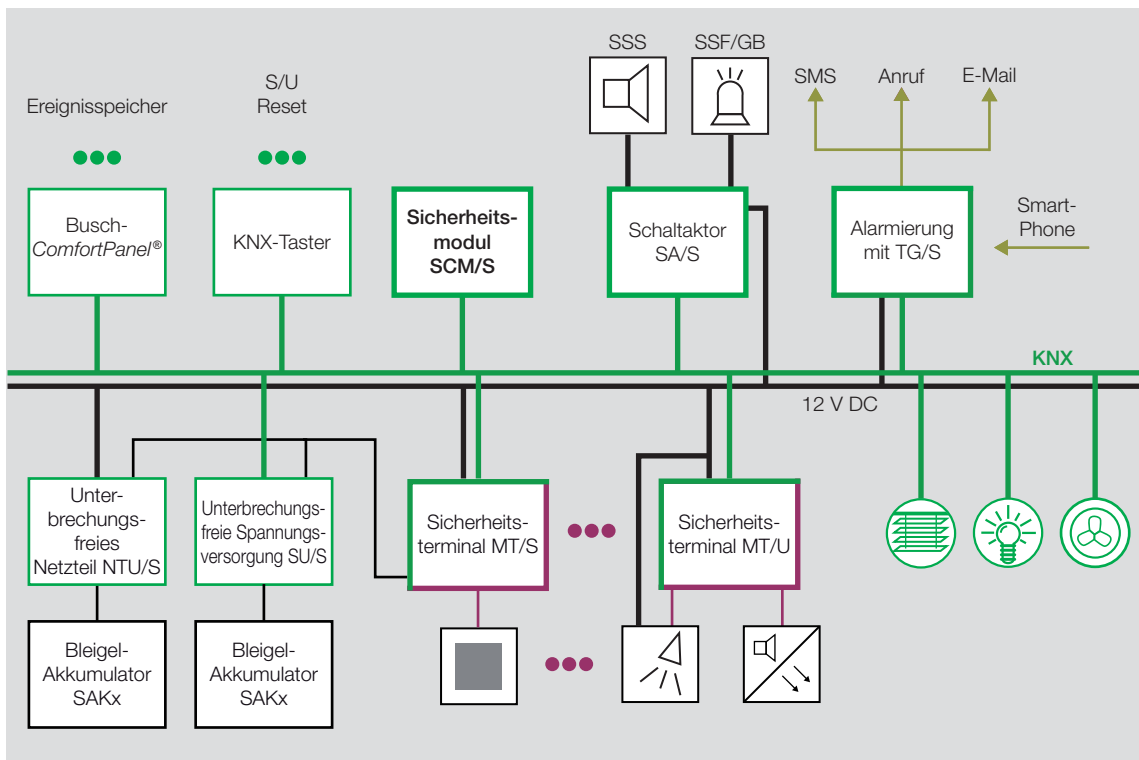 SSS
SSF/GB
SMS
Anruf
E-Mail
Ereignisspeicher
S/U
Reset
Busch-
ComfortPanel®
KNX-Taster
Sicherheits-
modul
SCM/S
Schaltaktor
SA/S
Alarmierung
mit TG/S
Smart-
Phone
KNX
12 V DC
Unter-
brechungs-
freies
Netzteil NTU/S
Unterbrechungs-
freie Spannungs-
versorgung SU/S
Sicherheits-
terminal MT/S
Sicherheits-
terminal MT/U
Bleigel-
Akkumulator
SAKx
Bleigel-
Akkumulator
SAKx